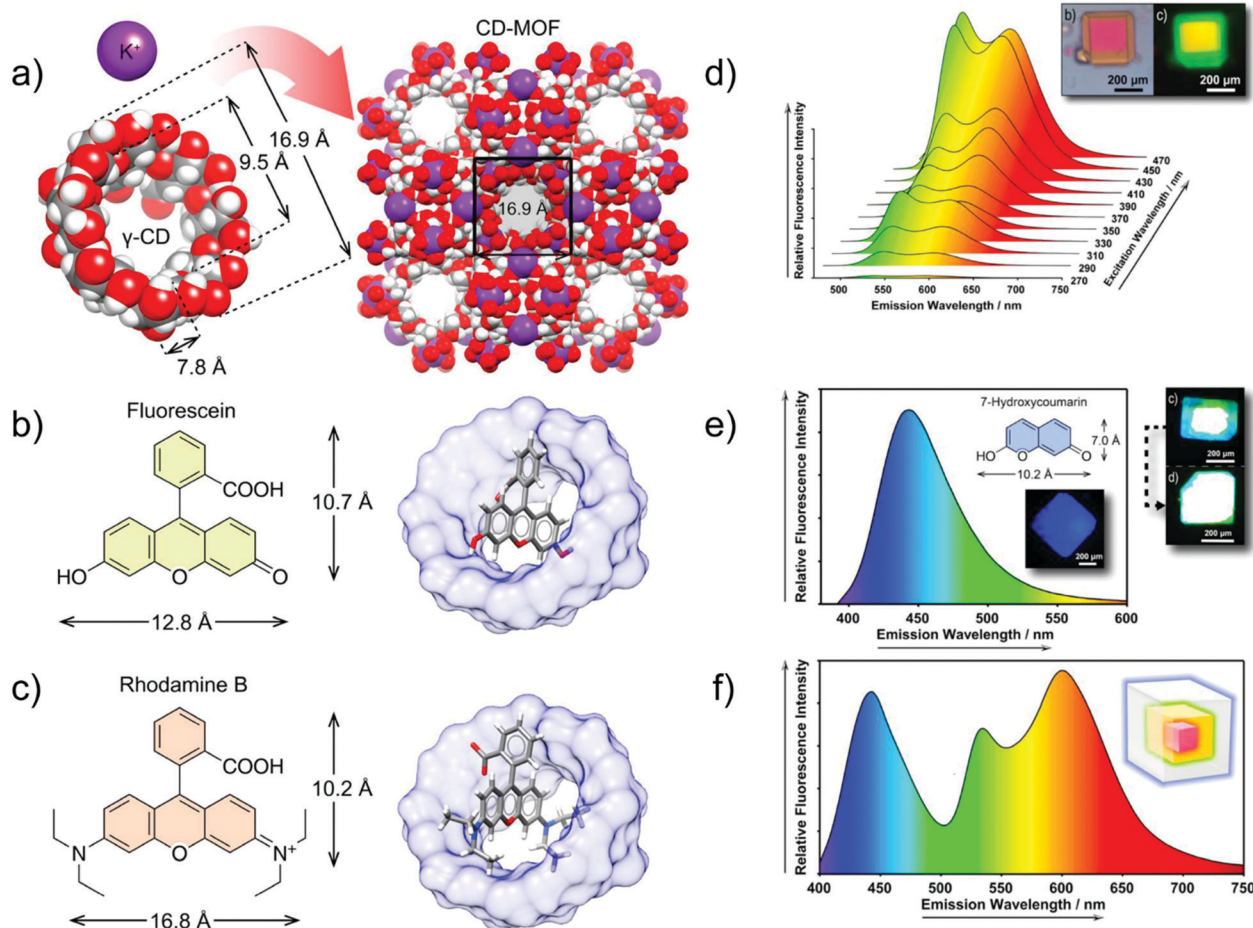 a)
K⁺
γ-CD
9.5 Å
16.9 Å
7.8 Å
CD-MOF
16.9 Å
b)
Fluorescein
COOH
HO
O
O
10.7 Å
12.8 Å
c)
Rhodamine B
COOH
N
O
N⁺
10.2 Å
16.8 Å
d)
b)
200 μm
c)
200 μm
Relative Fluorescence Intensity
470
450
430
410
390
370
350
330
310
290
270
Excitation Wavelength / nm
500 550 600 650 700 750
Emission Wavelength / nm
e)
7-Hydroxycoumarin
HO
O
O
7.0 Å
10.2 Å
200 μm
c)
200 μm
d)
200 μm
Relative Fluorescence Intensity
400 450 500 550 600
Emission Wavelength / nm
f)
Relative Fluorescence Intensity
400 450 500 550 600 650 700 750
Emission Wavelength / nm